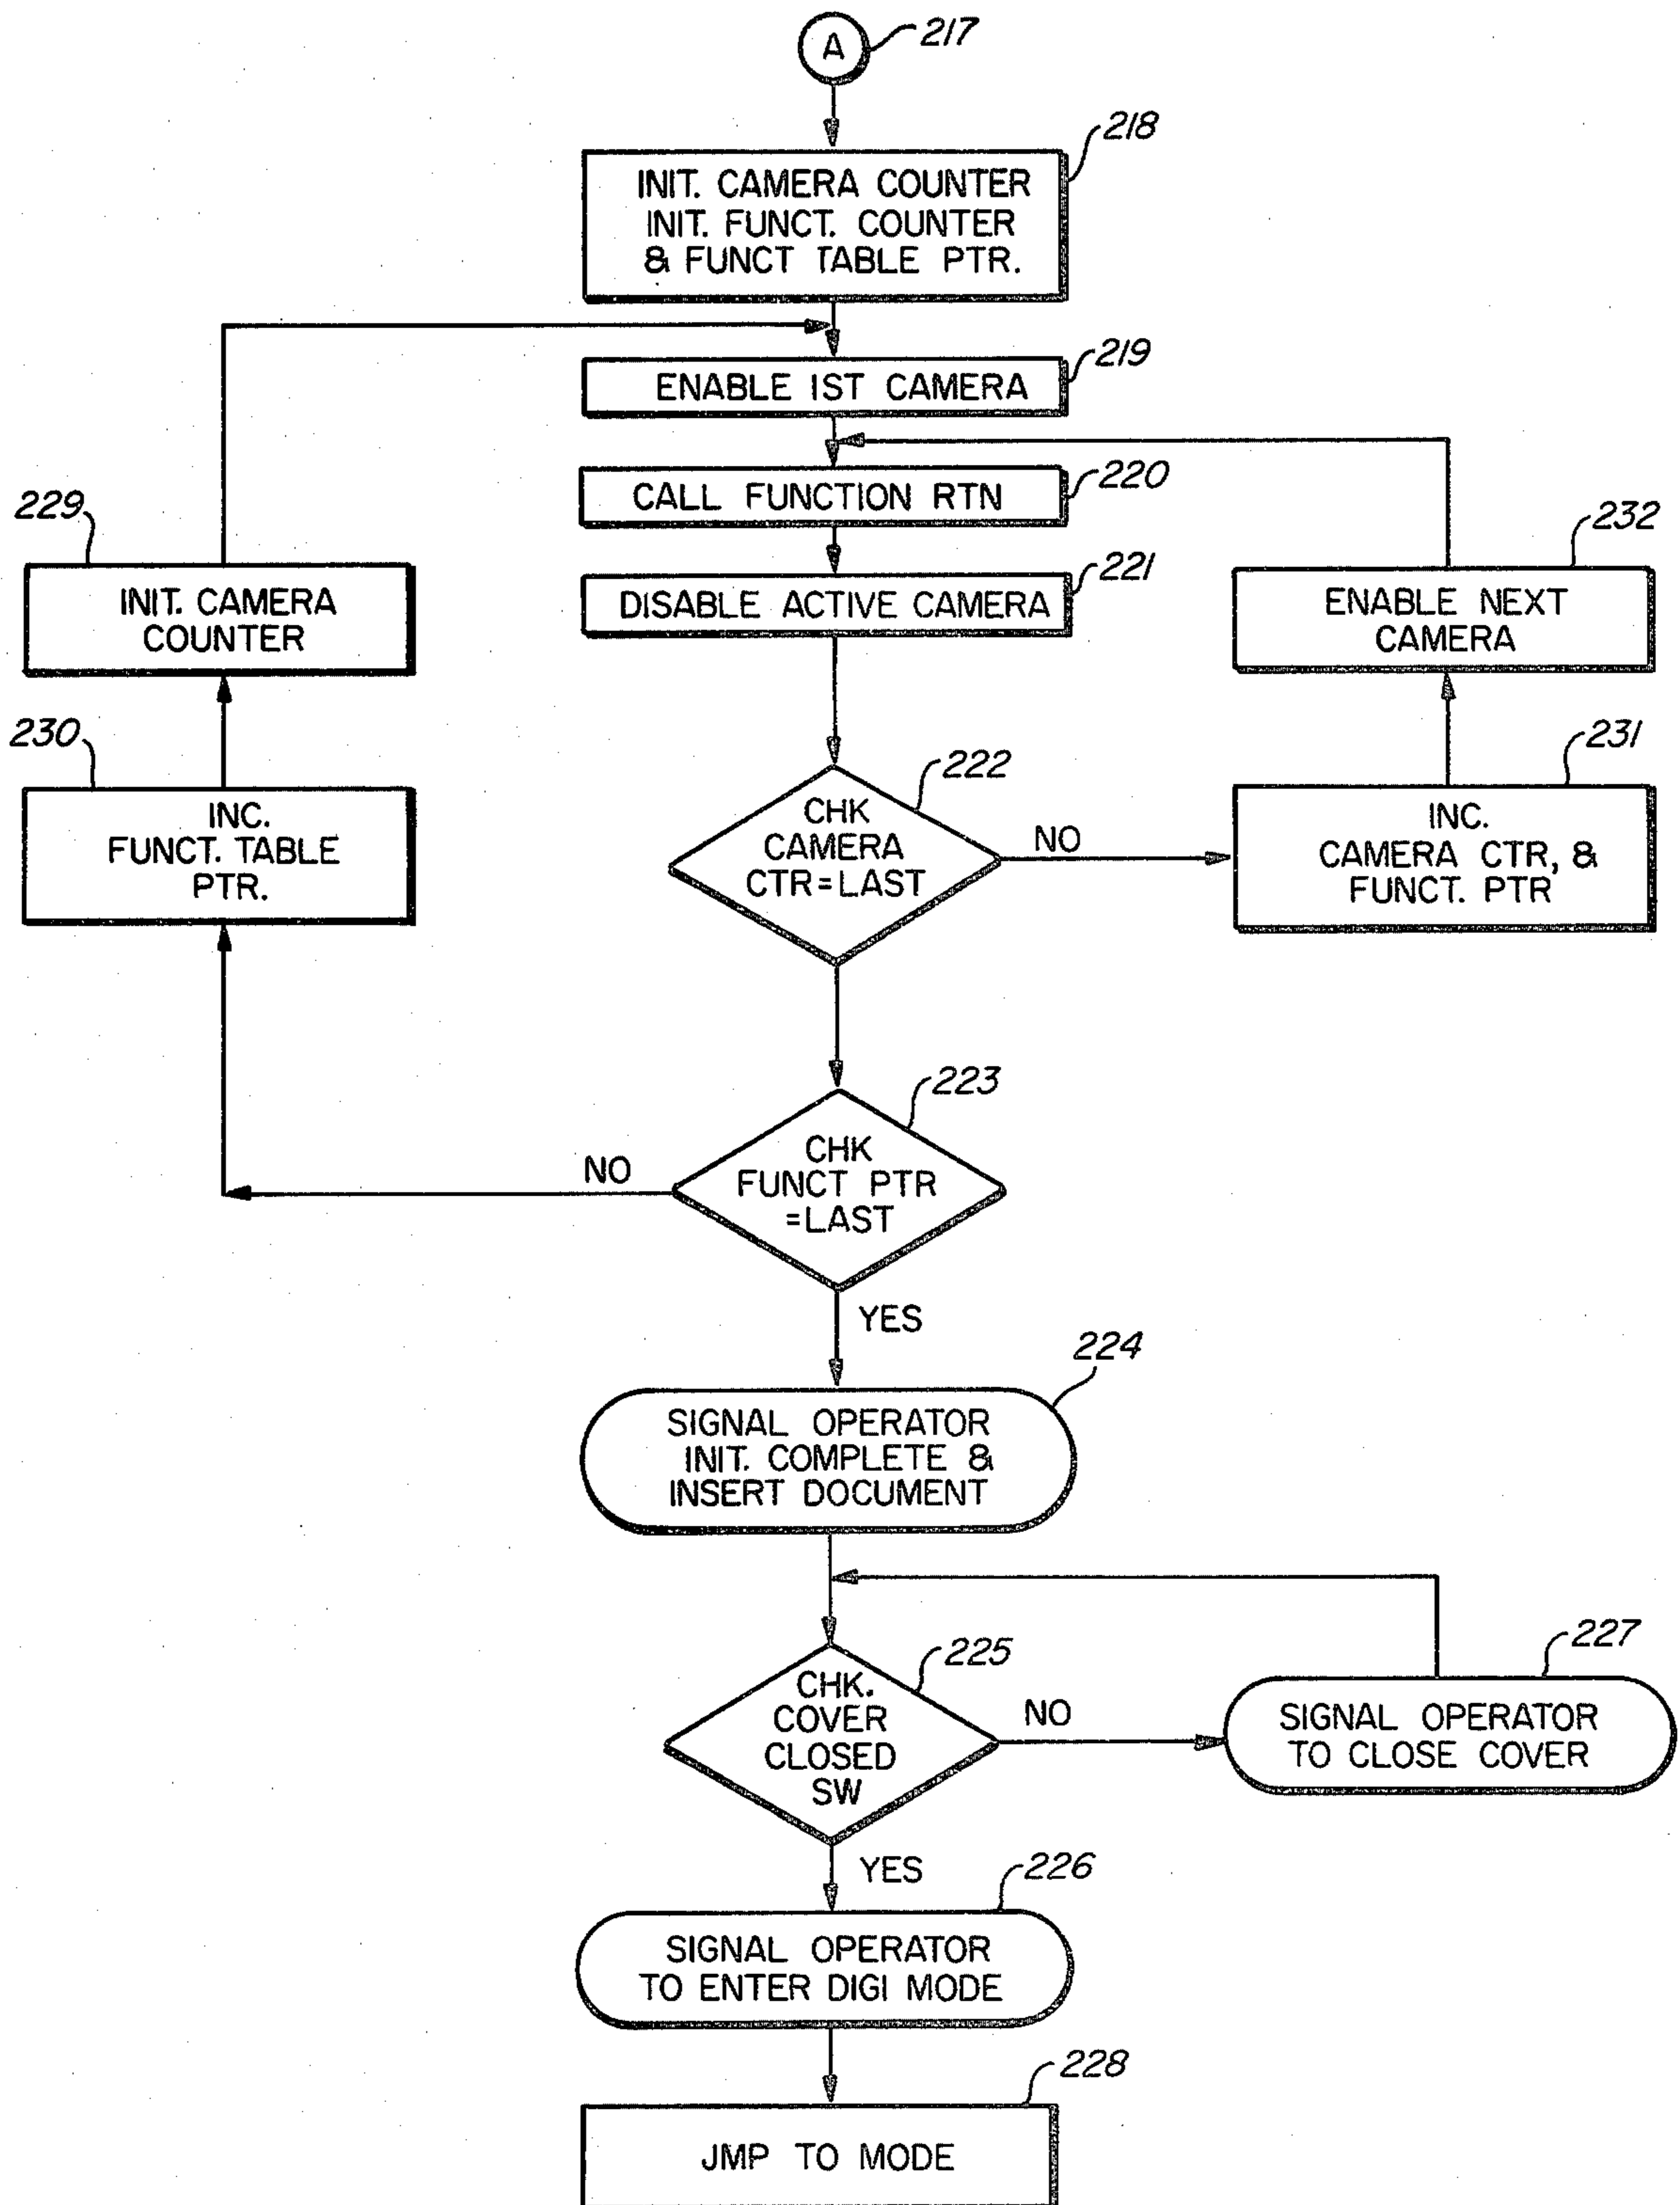 A
217
218
INIT. CAMERA COUNTER
INIT. FUNCT. COUNTER
& FUNCT TABLE PTR.
219
ENABLE 1ST CAMERA
220
CALL FUNCTION RTN
221
DISABLE ACTIVE CAMERA
229
INIT. CAMERA
COUNTER
232
ENABLE NEXT
CAMERA
230
INC.
FUNCT. TABLE
PTR.
222
CHK
CAMERA
CTR=LAST
NO
231
INC.
CAMERA CTR, &
FUNCT. PTR
223
CHK
FUNCT PTR
=LAST
NO
YES
224
SIGNAL OPERATOR
INIT. COMPLETE &
INSERT DOCUMENT
225
CHK.
COVER
CLOSED
SW
NO
227
SIGNAL OPERATOR
TO CLOSE COVER
YES
226
SIGNAL OPERATOR
TO ENTER DIGI MODE
228
JMP TO MODE